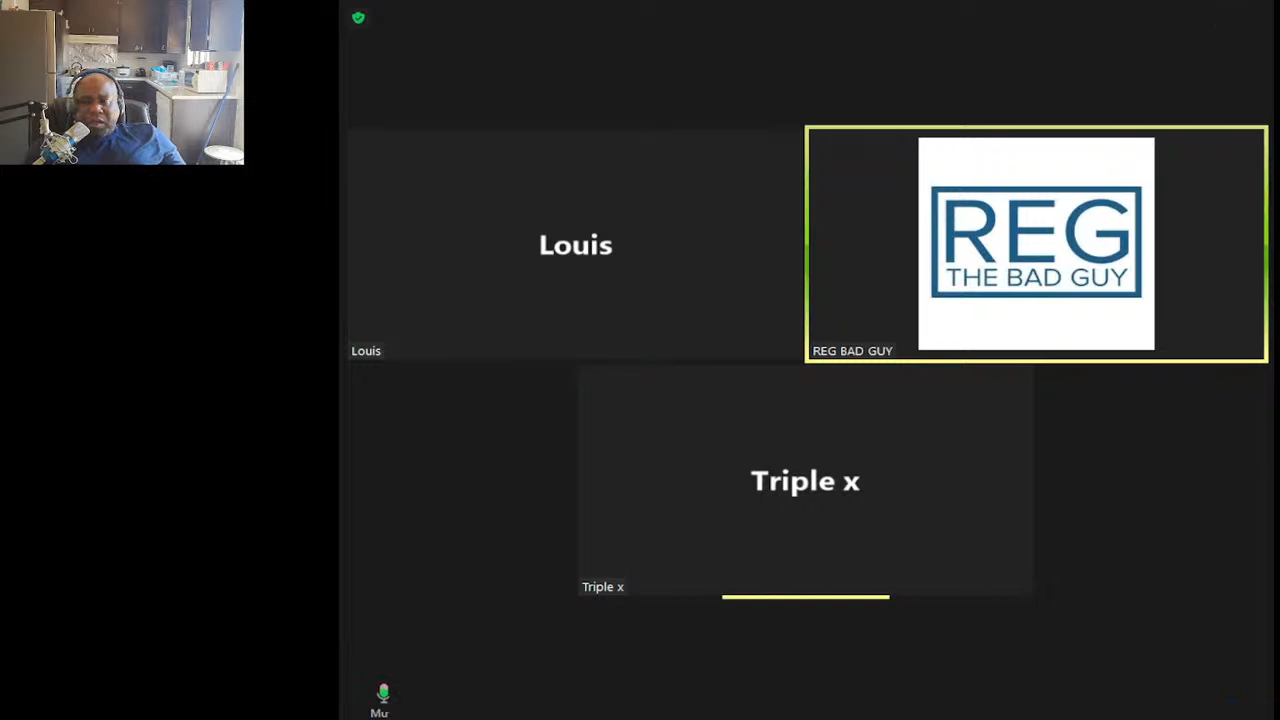 Louis
REG
THE BAD GUY
Louis
REG BAD GUY
Triple x
Triple x
Mu